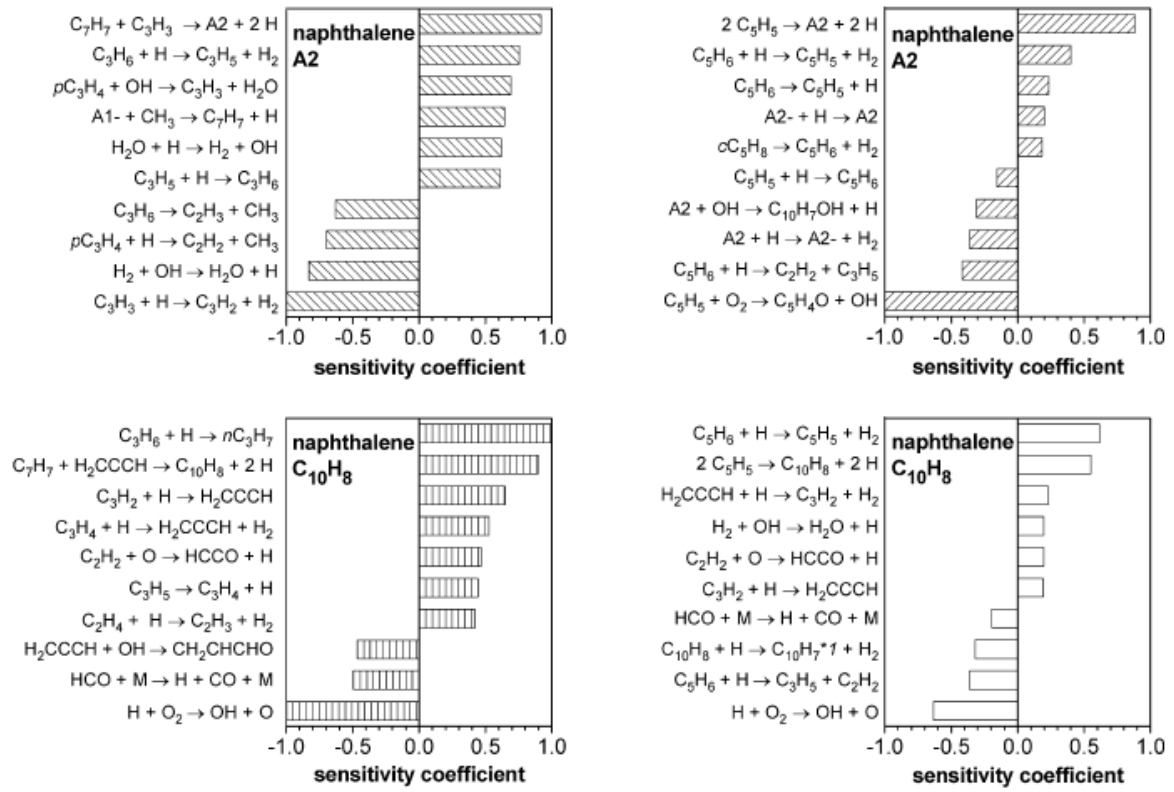 C₇H₇ + C₃H₃ → A2 + 2 H
C₃H₆ + H → C₃H₅ + H₂
pC₃H₄ + OH → C₃H₃ + H₂O
A1- + CH₃ → C₇H₇ + H
H₂O + H → H₂ + OH
C₃H₅ + H → C₃H₆
C₃H₆ → C₂H₃ + CH₃
pC₃H₄ + H → C₂H₂ + CH₃
H₂ + OH → H₂O + H
C₃H₃ + H → C₃H₂ + H₂
naphthalene
A2
-1.0 -0.5 0.0 0.5 1.0
sensitivity coefficient
2 C₅H₅ → A2 + 2 H
C₅H₆ + H → C₅H₅ + H₂
C₅H₆ → C₅H₅ + H
A2- + H → A2
cC₅H₈ → C₅H₆ + H₂
C₅H₅ + H → C₅H₆
A2 + OH → C₁₀H₇OH + H
A2 + H → A2- + H₂
C₅H₆ + H → C₂H₂ + C₃H₅
C₅H₅ + O₂ → C₅H₄O + OH
naphthalene
A2
-1.0 -0.5 0.0 0.5 1.0
sensitivity coefficient
C₃H₆ + H → nC₃H₇
C₇H₇ + H₂CCCH → C₁₀H₈ + 2 H
C₃H₂ + H → H₂CCCH
C₃H₄ + H → H₂CCCH + H₂
C₂H₂ + O → HCCO + H
C₃H₅ → C₃H₄ + H
C₂H₄ + H → C₂H₃ + H₂
H₂CCCH + OH → CH₂CHCHO
HCO + M → H + CO + M
H + O₂ → OH + O
naphthalene
C₁₀H₈
-1.0 -0.5 0.0 0.5 1.0
sensitivity coefficient
C₅H₆ + H → C₅H₅ + H₂
2 C₅H₅ → C₁₀H₈ + 2 H
H₂CCCH + H → C₃H₂ + H₂
H₂ + OH → H₂O + H
C₂H₂ + O → HCCO + H
C₃H₂ + H → H₂CCCH
HCO + M → H + CO + M
C₁₀H₈ + H → C₁₀H₇*1 + H₂
C₅H₆ + H → C₃H₅ + C₂H₂
H + O₂ → OH + O
naphthalene
C₁₀H₈
-1.0 -0.5 0.0 0.5 1.0
sensitivity coefficient